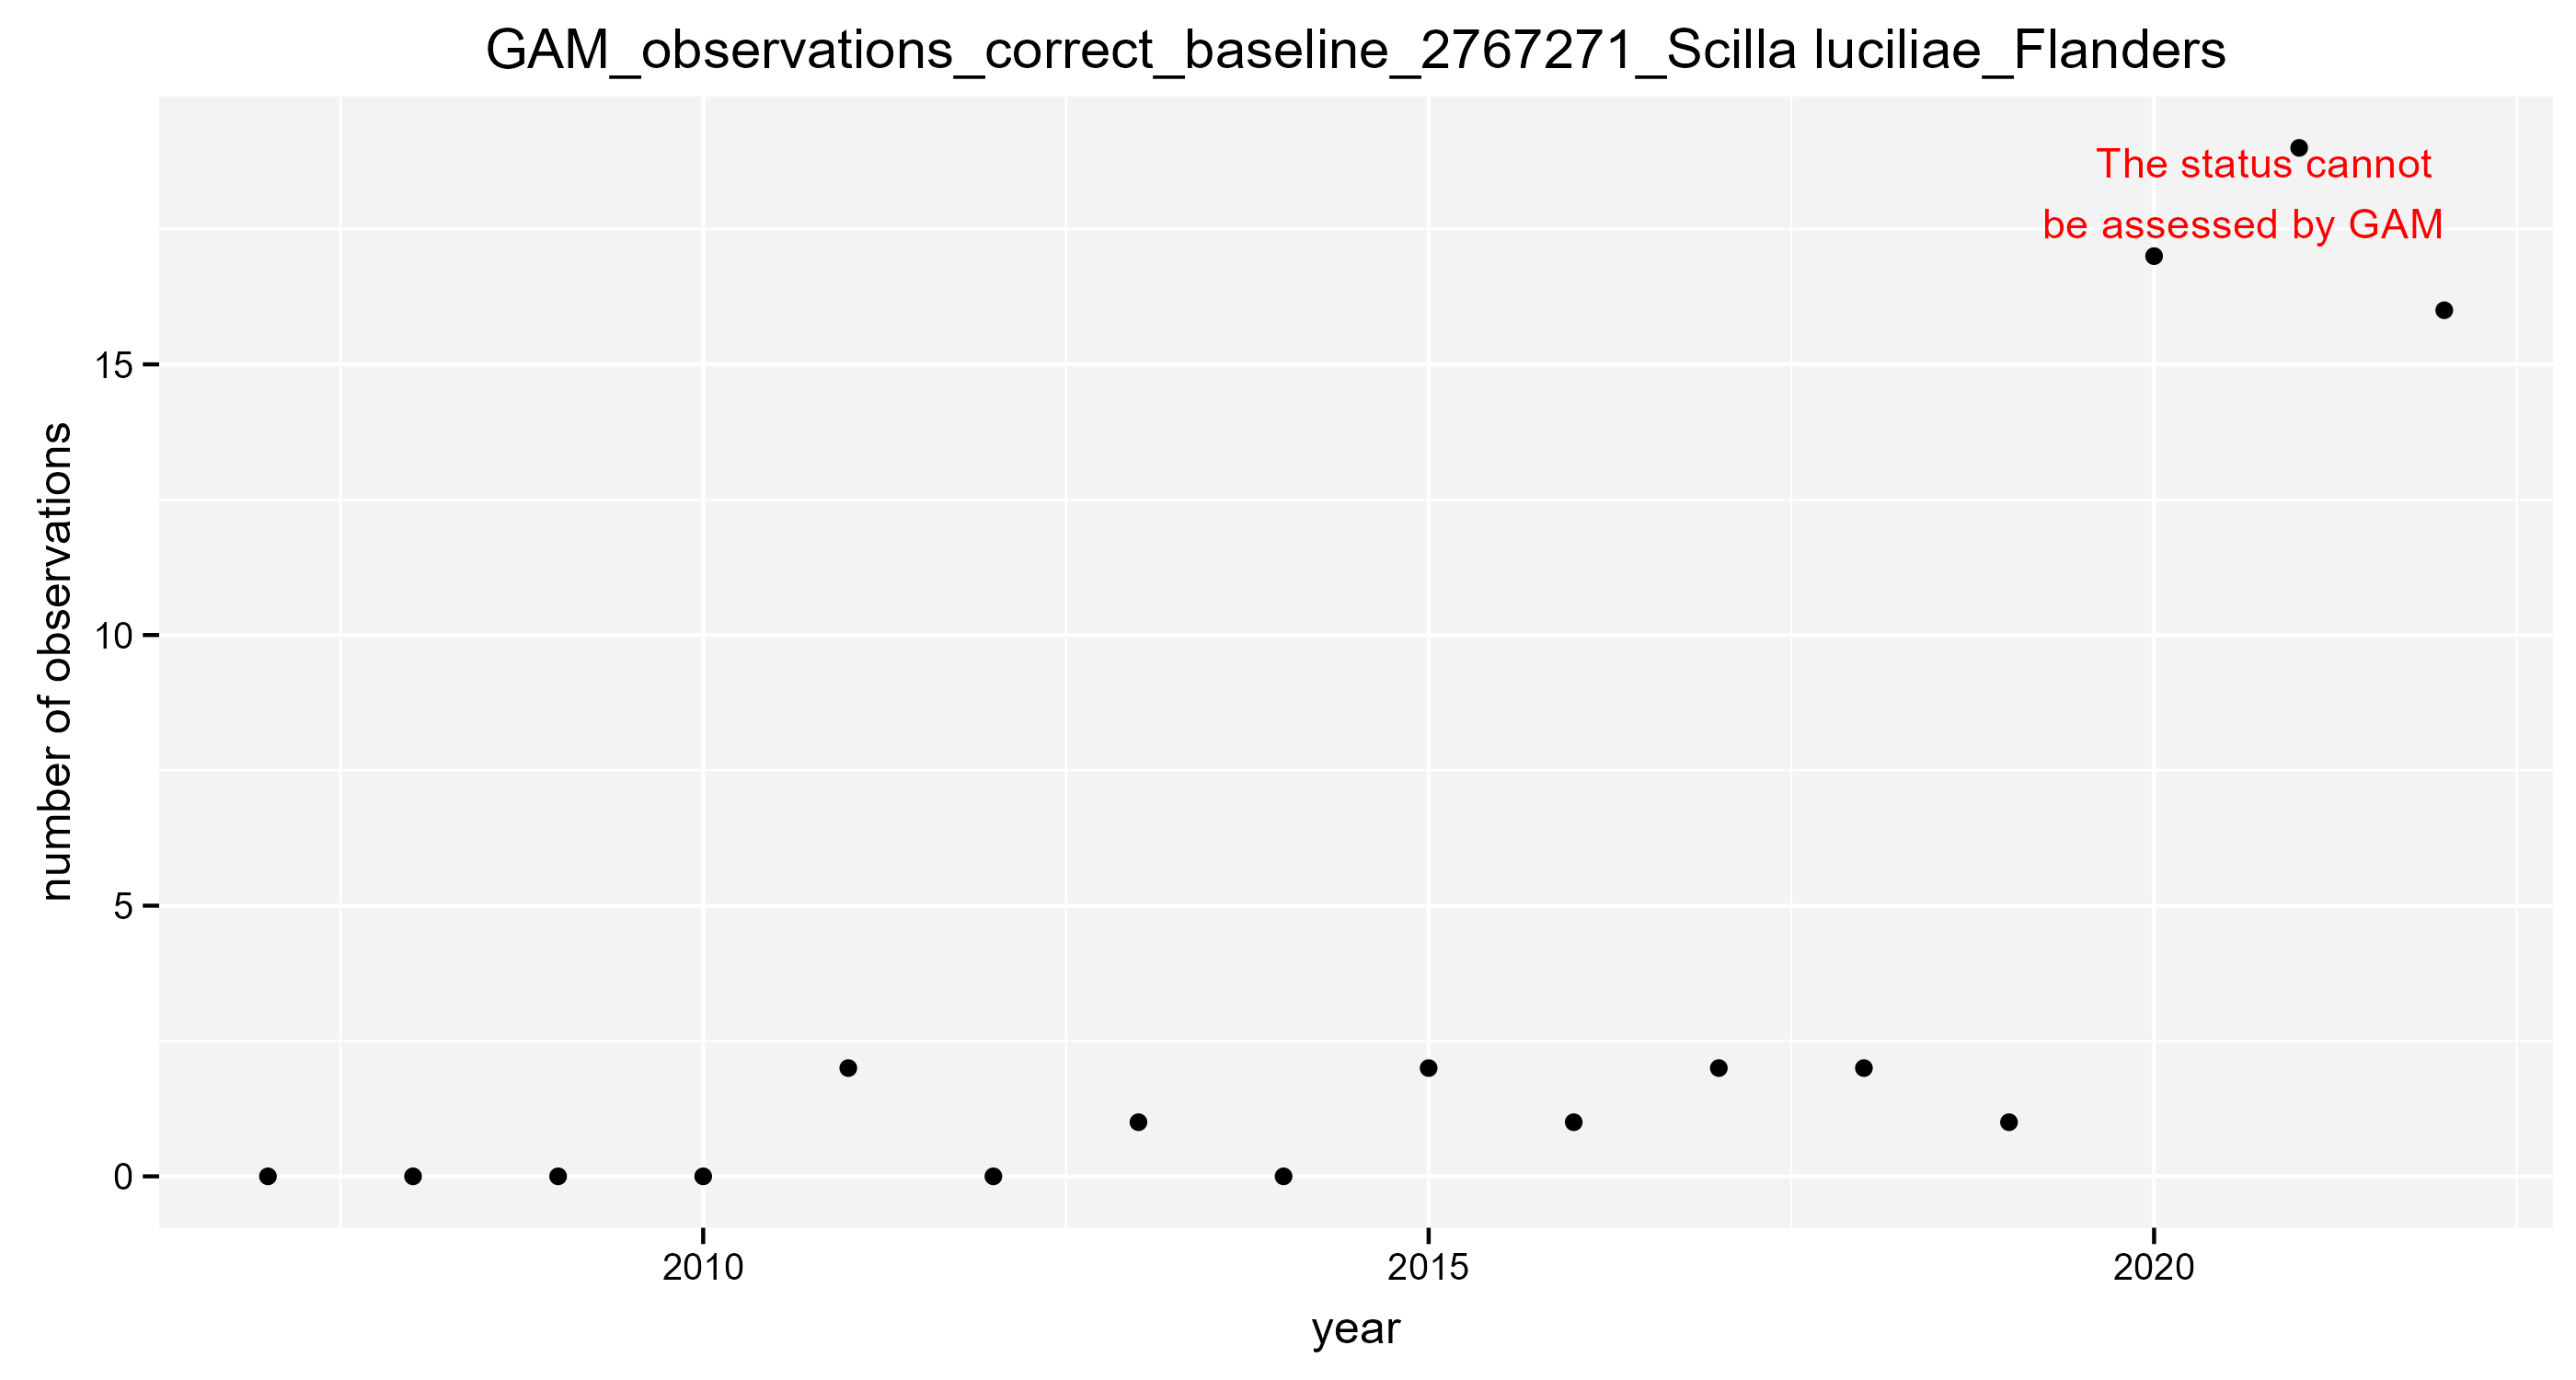 GAM_observations_correct_baseline_2767271_Scilla luciliae_Flanders
The status cannot
be assessed by GAM
number of observations
15
10
5
0
2010
2015
2020
year